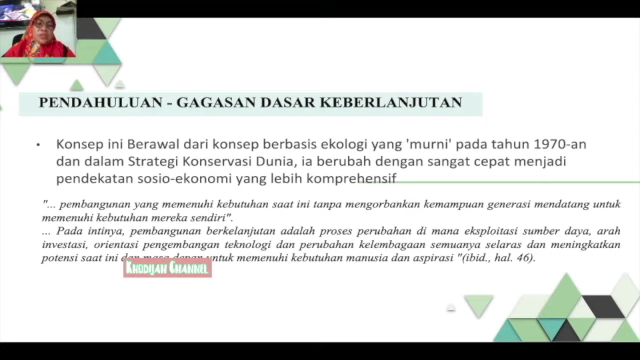 PENDAHULUAN - GAGASAN DASAR KEBERLANJUTAN
• Konsep ini Berawal dari konsep berbasis ekologi yang 'murni' pada tahun 1970-an
dan dalam Strategi Konservasi Dunia, ia berubah dengan sangat cepat menjadi
pendekatan sosio-ekonomi yang lebih komprehensif
"... pembangunan yang memenuhi kebutuhan saat ini tanpa mengorbankan kemampuan generasi mendatang untuk
memenuhi kebutuhan mereka sendiri".
... Pada intinya, pembangunan berkelanjutan adalah proses perubahan di mana eksploitasi sumber daya, arah
investasi, orientasi pengembangan teknologi dan perubahan kelembagaan semuanya selaras dan meningkatkan
potensi saat ini dan masa depan untuk memenuhi kebutuhan manusia dan aspirasi "(ibid., hal. 46).
Khodijah Channel